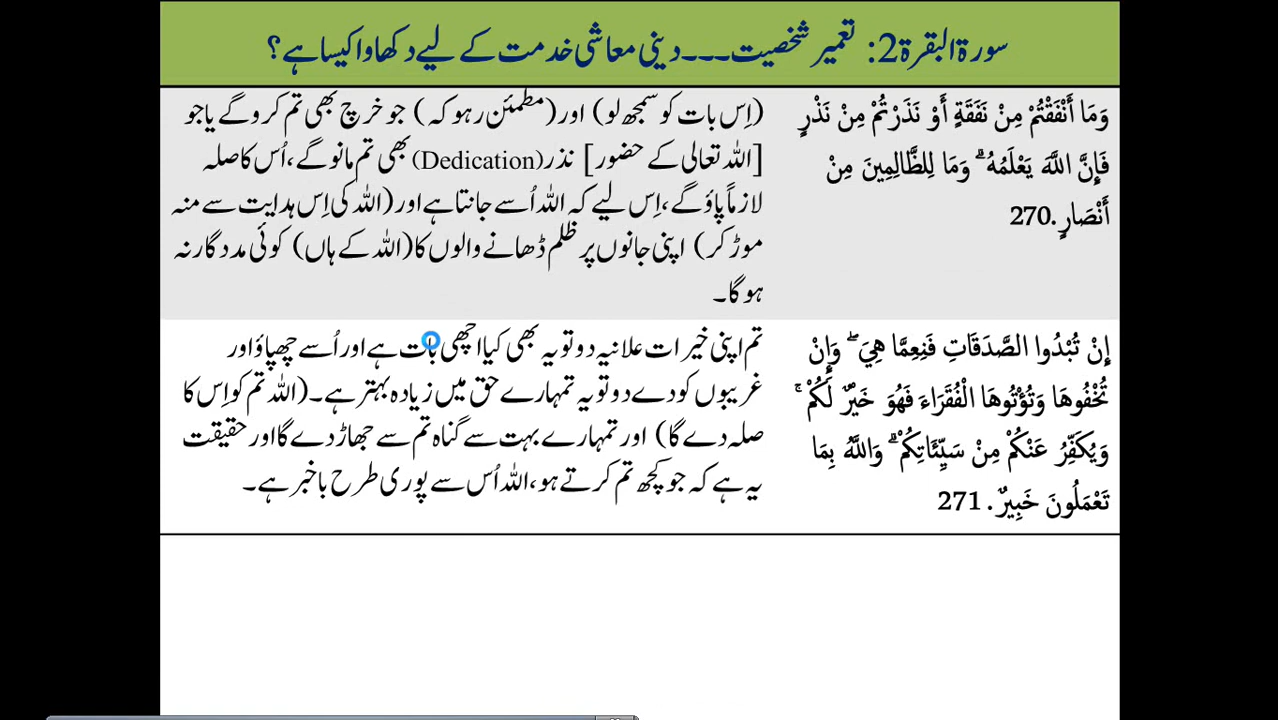 سورۃ البقرۃ 2: تعمیر شخصیت۔۔۔دینی معاشی خدمت کے لیے دکھاوا کیسا ہے؟
وَمَا أَنْفَقْتُمْ مِنْ نَفَقَةٍ أَوْ نَذَرْتُمْ مِنْ نَذْرٍ
فَإِنَّ اللَّهَ يَعْلَمُهُ ۗ وَمَا لِلظَّالِمِينَ مِنْ
أَنْصَارٍ.270
(اِس بات کو سمجھ لو) اور (مطمئن رہو کہ) جو خرچ بھی تم کرو گے یا جو
[اللہ تعالی کے حضور] نذر (Dedication) بھی تم مانو گے، اُس کا صلہ
لازماً پاؤ گے، اِس لیے کہ اللہ اُسے جانتا ہے اور (اللہ کی اِس ہدایت سے منہ
موڑ کر) اپنی جانوں پر ظلم ڈھانے والوں کا (اللہ کے ہاں) کوئی مددگار نہ
ہو گا۔
إِنْ تُبْدُوا الصَّدَقَاتِ فَنِعِمَّا هِيَ ۖ وَإِنْ
تُخْفُوهَا وَتُؤْتُوهَا الْفُقَرَاءَ فَهُوَ خَيْرٌ لَكُمْ ۚ
وَيُكَفِّرُ عَنْكُمْ مِنْ سَيِّئَاتِكُمْ ۗ وَاللَّهُ بِمَا
تَعْمَلُونَ خَبِيرٌ. 271
تم اپنی خیرات علانیہ دو تو یہ بھی کیا اچھی بات ہے اور اُسے چھپاؤ اور
غریبوں کو دے دو تو یہ تمہارے حق میں زیادہ بہتر ہے۔ (اللہ تم کو اِس کا
صلہ دے گا) اور تمہارے بہت سے گناہ تم سے جھاڑ دے گا اور حقیقت
یہ ہے کہ جو کچھ تم کرتے ہو، اللہ اُس سے پوری طرح باخبر ہے۔